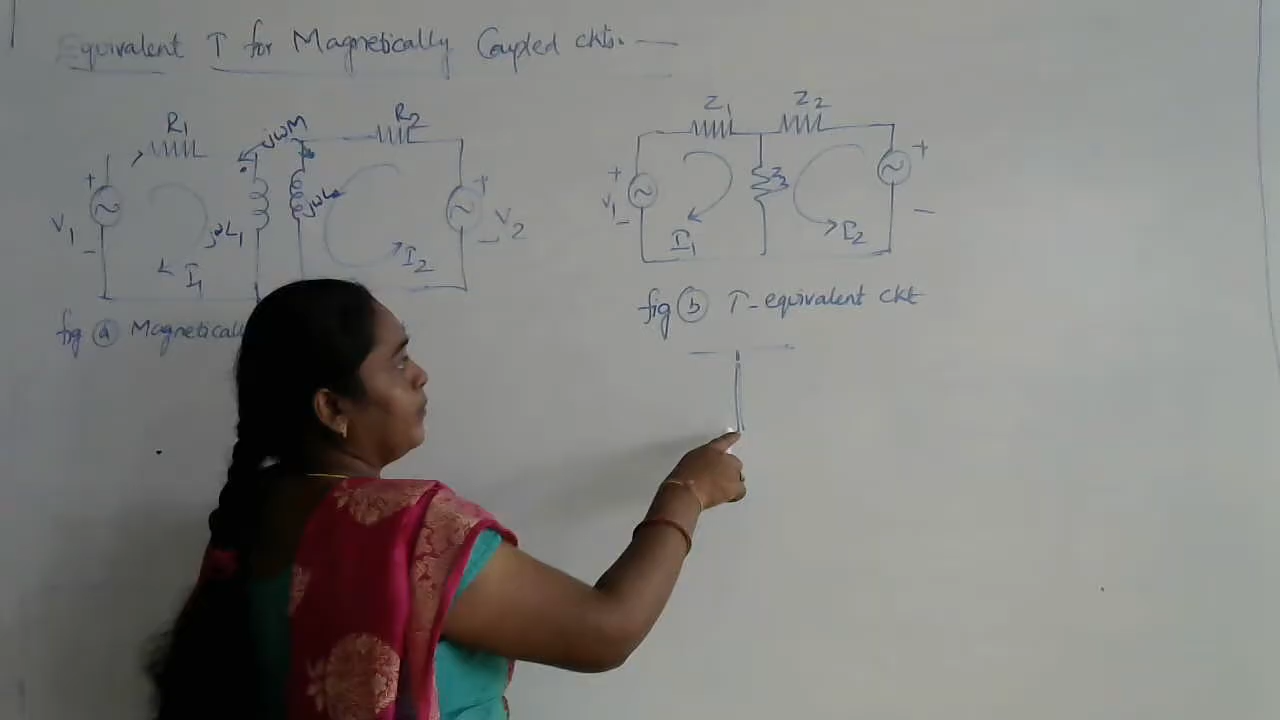 Equivalent T for Magnetically Coupled ckts. —
R1
jωM
R2
+
V1
−
jωL1
jωL2
+
V2
−
I1
I2
fig (a) Magnetically
Z1
Z2
Z3
+
V1
−
+
−
I1
I2
fig (b) T-equivalent ckt